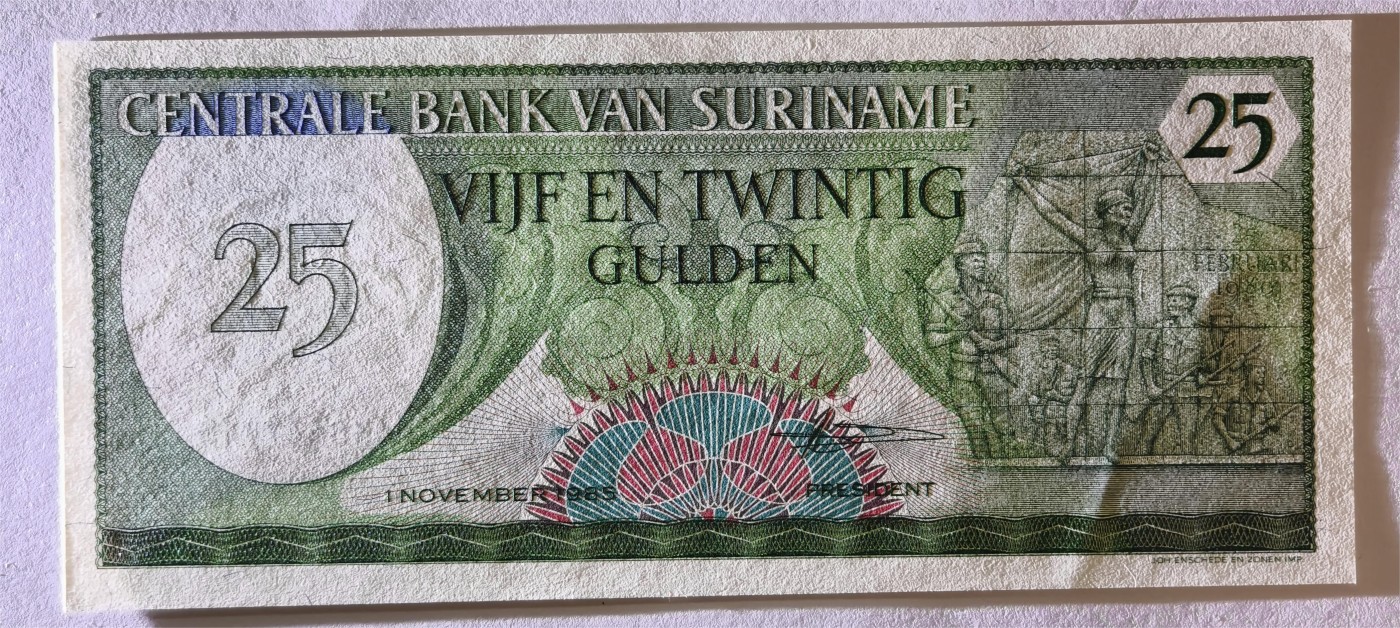 CENTRALE BANK VAN SURINAME
25
25
VIJF EN TWINTIG
GULDEN
FEBRUARI
1 NOVEMBER 1985
PRESIDENT
JOH. ENSCHEDE EN ZONEN IMP.